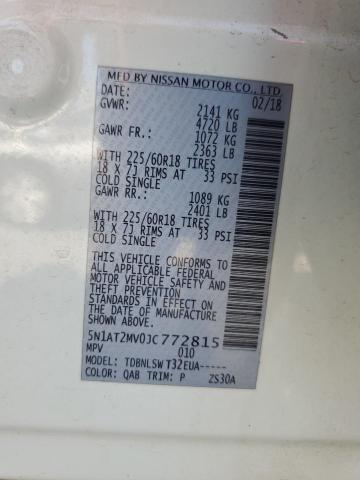 MFD BY NISSAN MOTOR CO., LTD.
DATE: 02/18
GVWR: 2141 KG
4720 LB
GAWR FR.: 1072 KG
2363 LB
WITH 225/60R18 TIRES
18 X 7J RIMS AT 33 PSI
COLD SINGLE
GAWR RR.: 1089 KG
2401 LB
WITH 225/60R18 TIRES
18 X 7J RIMS AT 33 PSI
COLD SINGLE
THIS VEHICLE CONFORMS TO ALL
APPLICABLE FEDERAL
MOTOR VEHICLE SAFETY AND
THEFT PREVENTION
STANDARDS IN EFFECT ON
THE DATE OF MANUFACTURE
SHOWN ABOVE.
5N1AT2MV0JC772815
MPV 010
MODEL: TDBNLSW T32EUA-----
COLOR: QAB TRIM: P ZS30A